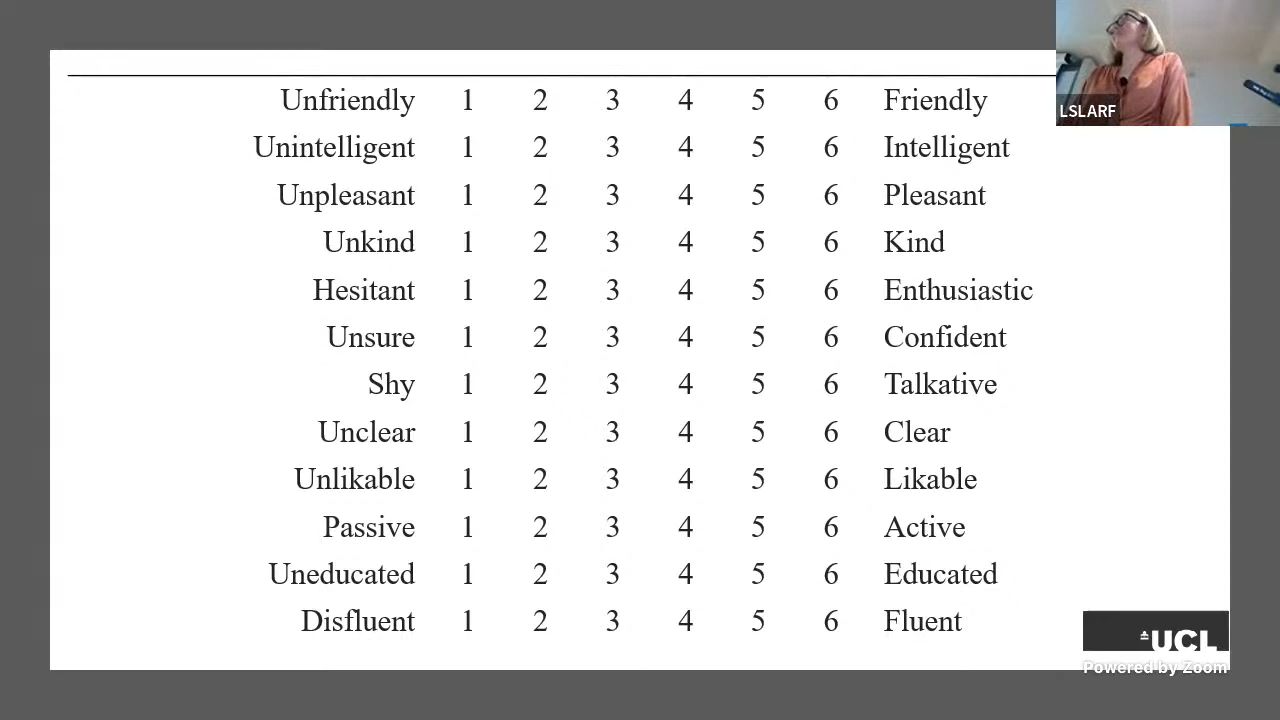 Unfriendly 1 2 3 4 5 6 Friendly
Unintelligent 1 2 3 4 5 6 Intelligent
Unpleasant 1 2 3 4 5 6 Pleasant
Unkind 1 2 3 4 5 6 Kind
Hesitant 1 2 3 4 5 6 Enthusiastic
Unsure 1 2 3 4 5 6 Confident
Shy 1 2 3 4 5 6 Talkative
Unclear 1 2 3 4 5 6 Clear
Unlikable 1 2 3 4 5 6 Likable
Passive 1 2 3 4 5 6 Active
Uneducated 1 2 3 4 5 6 Educated
Disfluent 1 2 3 4 5 6 Fluent
LSLARF
UCL
Powered by Zoom